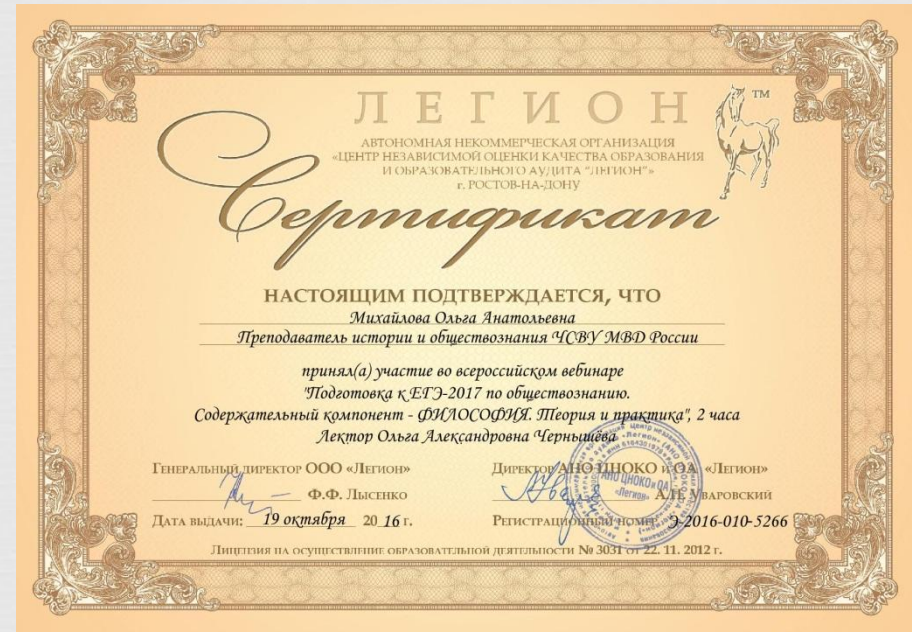 ЛЕГИОН
TM
АВТОНОМНАЯ НЕКОММЕРЧЕСКАЯ ОРГАНИЗАЦИЯ
«ЦЕНТР НЕЗАВИСИМОЙ ОЦЕНКИ КАЧЕСТВА ОБРАЗОВАНИЯ
И ОБРАЗОВАТЕЛЬНОГО АУДИТА "ЛЕГИОН"»
г. РОСТОВ-НА-ДОНУ
Сертификат
НАСТОЯЩИМ ПОДТВЕРЖДАЕТСЯ, ЧТО
Михайлова Ольга Анатольевна
Преподаватель истории и обществознания ЧСВУ МВД России
принял(а) участие во всероссийском вебинаре
"Подготовка к ЕГЭ-2017 по обществознанию.
Содержательный компонент - ФИЛОСОФИЯ. Теория и практика", 2 часа
Лектор Ольга Александровна Чернышёва
ГЕНЕРАЛЬНЫЙ ДИРЕКТОР ООО «ЛЕГИОН»
Ф.Ф. ЛЫСЕНКО
ДИРЕКТОР АНО ЦНОКО и ОА «ЛЕГИОН»
А.П. УВАРОВСКИЙ
АНО ЦНОКО и ОА
«Легион»
ДАТА ВЫДАЧИ: 19 октября 2016 г.
РЕГИСТРАЦИОННЫЙ НОМЕР Э-2016-010-5266
ЛИЦЕНЗИЯ НА ОСУЩЕСТВЛЕНИЕ ОБРАЗОВАТЕЛЬНОЙ ДЕЯТЕЛЬНОСТИ № 3031 ОТ 22. 11. 2012 г.